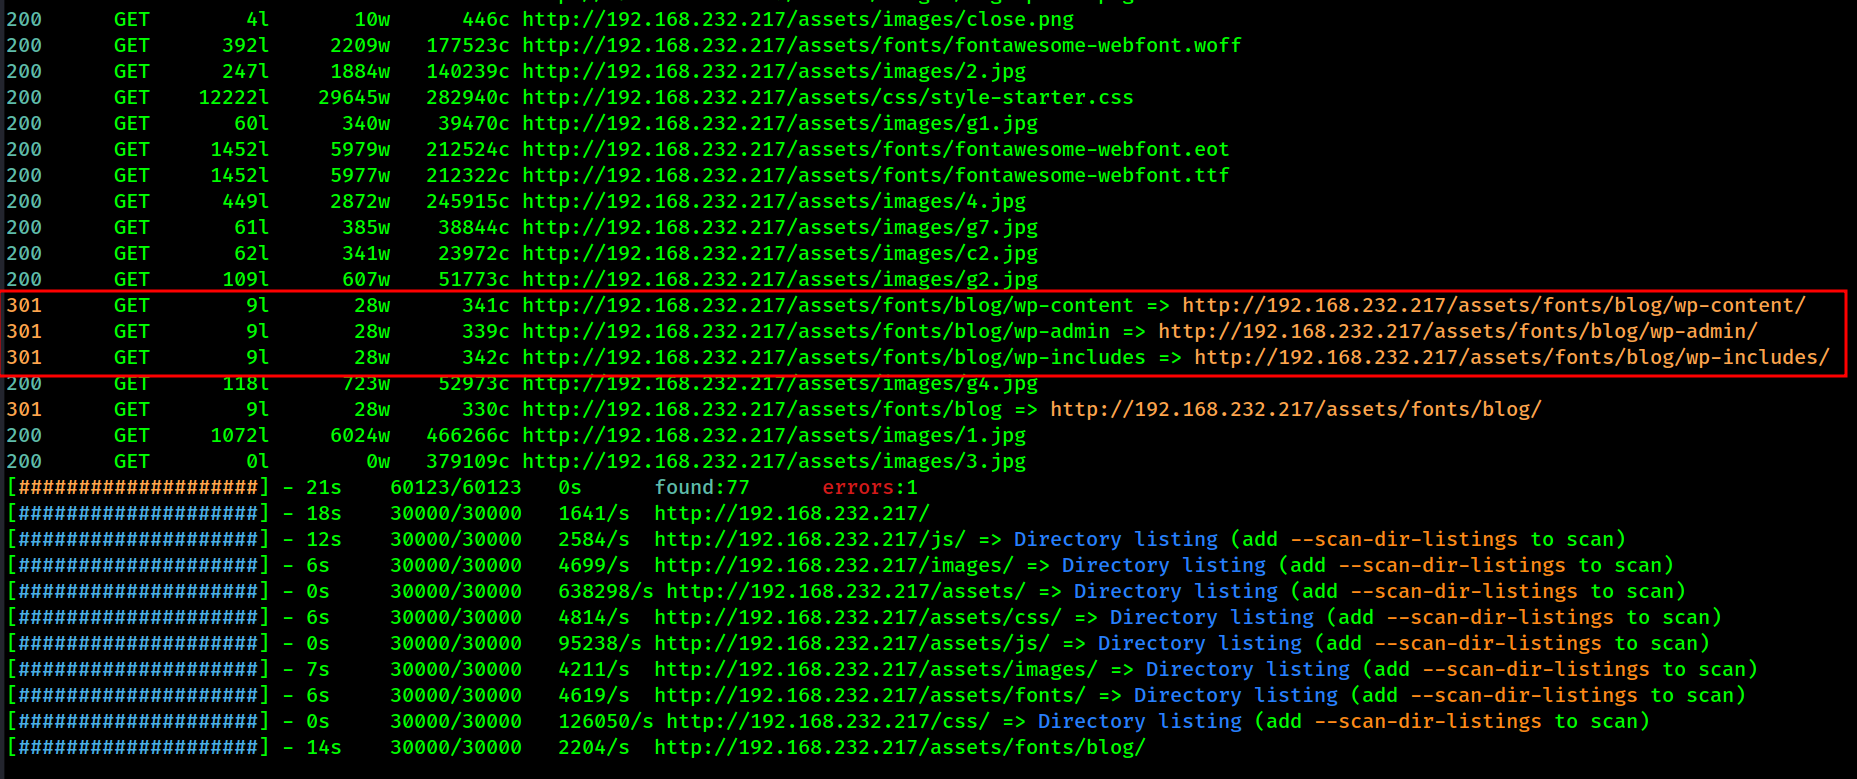 200 GET 4l 10w 446c http://192.168.232.217/assets/images/close.png
200 GET 392l 2209w 177523c http://192.168.232.217/assets/fonts/fontawesome-webfont.woff
200 GET 247l 1884w 140239c http://192.168.232.217/assets/images/2.jpg
200 GET 12222l 29645w 282940c http://192.168.232.217/assets/css/style-starter.css
200 GET 60l 340w 39470c http://192.168.232.217/assets/images/g1.jpg
200 GET 1452l 5979w 212524c http://192.168.232.217/assets/fonts/fontawesome-webfont.eot
200 GET 1452l 5977w 212322c http://192.168.232.217/assets/fonts/fontawesome-webfont.ttf
200 GET 449l 2872w 245915c http://192.168.232.217/assets/images/4.jpg
200 GET 61l 385w 38844c http://192.168.232.217/assets/images/g7.jpg
200 GET 62l 341w 23972c http://192.168.232.217/assets/images/c2.jpg
200 GET 109l 607w 51773c http://192.168.232.217/assets/images/g2.jpg
301 GET 9l 28w 341c http://192.168.232.217/assets/fonts/blog/wp-content => http://192.168.232.217/assets/fonts/blog/wp-content/
301 GET 9l 28w 339c http://192.168.232.217/assets/fonts/blog/wp-admin => http://192.168.232.217/assets/fonts/blog/wp-admin/
301 GET 9l 28w 342c http://192.168.232.217/assets/fonts/blog/wp-includes => http://192.168.232.217/assets/fonts/blog/wp-includes/
200 GET 118l 723w 52973c http://192.168.232.217/assets/images/g4.jpg
301 GET 9l 28w 330c http://192.168.232.217/assets/fonts/blog => http://192.168.232.217/assets/fonts/blog/
200 GET 1072l 6024w 466266c http://192.168.232.217/assets/images/1.jpg
200 GET 0l 0w 379109c http://192.168.232.217/assets/images/3.jpg
[####################] - 21s 60123/60123 0s found:77 errors:1
[####################] - 18s 30000/30000 1641/s http://192.168.232.217/
[####################] - 12s 30000/30000 2584/s http://192.168.232.217/js/ => Directory listing (add --scan-dir-listings to scan)
[####################] - 6s 30000/30000 4699/s http://192.168.232.217/images/ => Directory listing (add --scan-dir-listings to scan)
[####################] - 0s 30000/30000 638298/s http://192.168.232.217/assets/ => Directory listing (add --scan-dir-listings to scan)
[####################] - 6s 30000/30000 4814/s http://192.168.232.217/assets/css/ => Directory listing (add --scan-dir-listings to scan)
[####################] - 0s 30000/30000 95238/s http://192.168.232.217/assets/js/ => Directory listing (add --scan-dir-listings to scan)
[####################] - 7s 30000/30000 4211/s http://192.168.232.217/assets/images/ => Directory listing (add --scan-dir-listings to scan)
[####################] - 6s 30000/30000 4619/s http://192.168.232.217/assets/fonts/ => Directory listing (add --scan-dir-listings to scan)
[####################] - 0s 30000/30000 126050/s http://192.168.232.217/css/ => Directory listing (add --scan-dir-listings to scan)
[####################] - 14s 30000/30000 2204/s http://192.168.232.217/assets/fonts/blog/